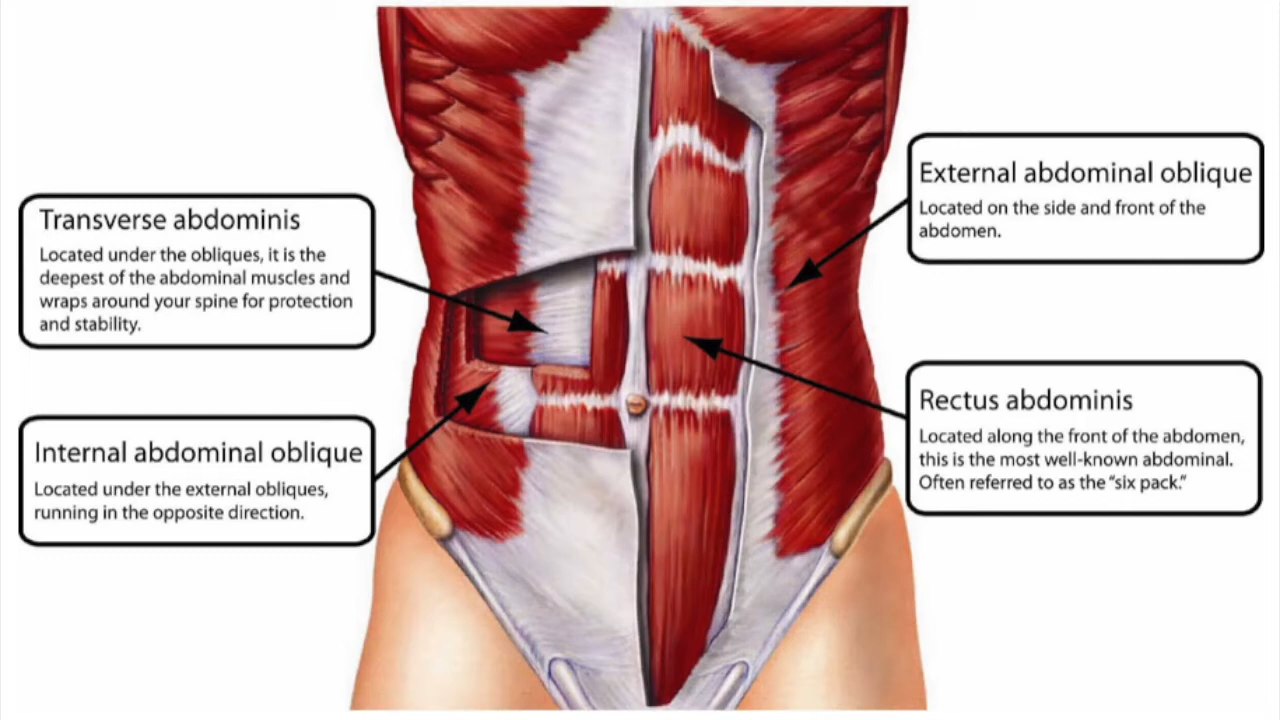 Transverse abdominis
Located under the obliques, it is the
deepest of the abdominal muscles and
wraps around your spine for protection
and stability.
Internal abdominal oblique
Located under the external obliques,
running in the opposite direction.
External abdominal oblique
Located on the side and front of the
abdomen.
Rectus abdominis
Located along the front of the abdomen,
this is the most well-known abdominal.
Often referred to as the “six pack.”